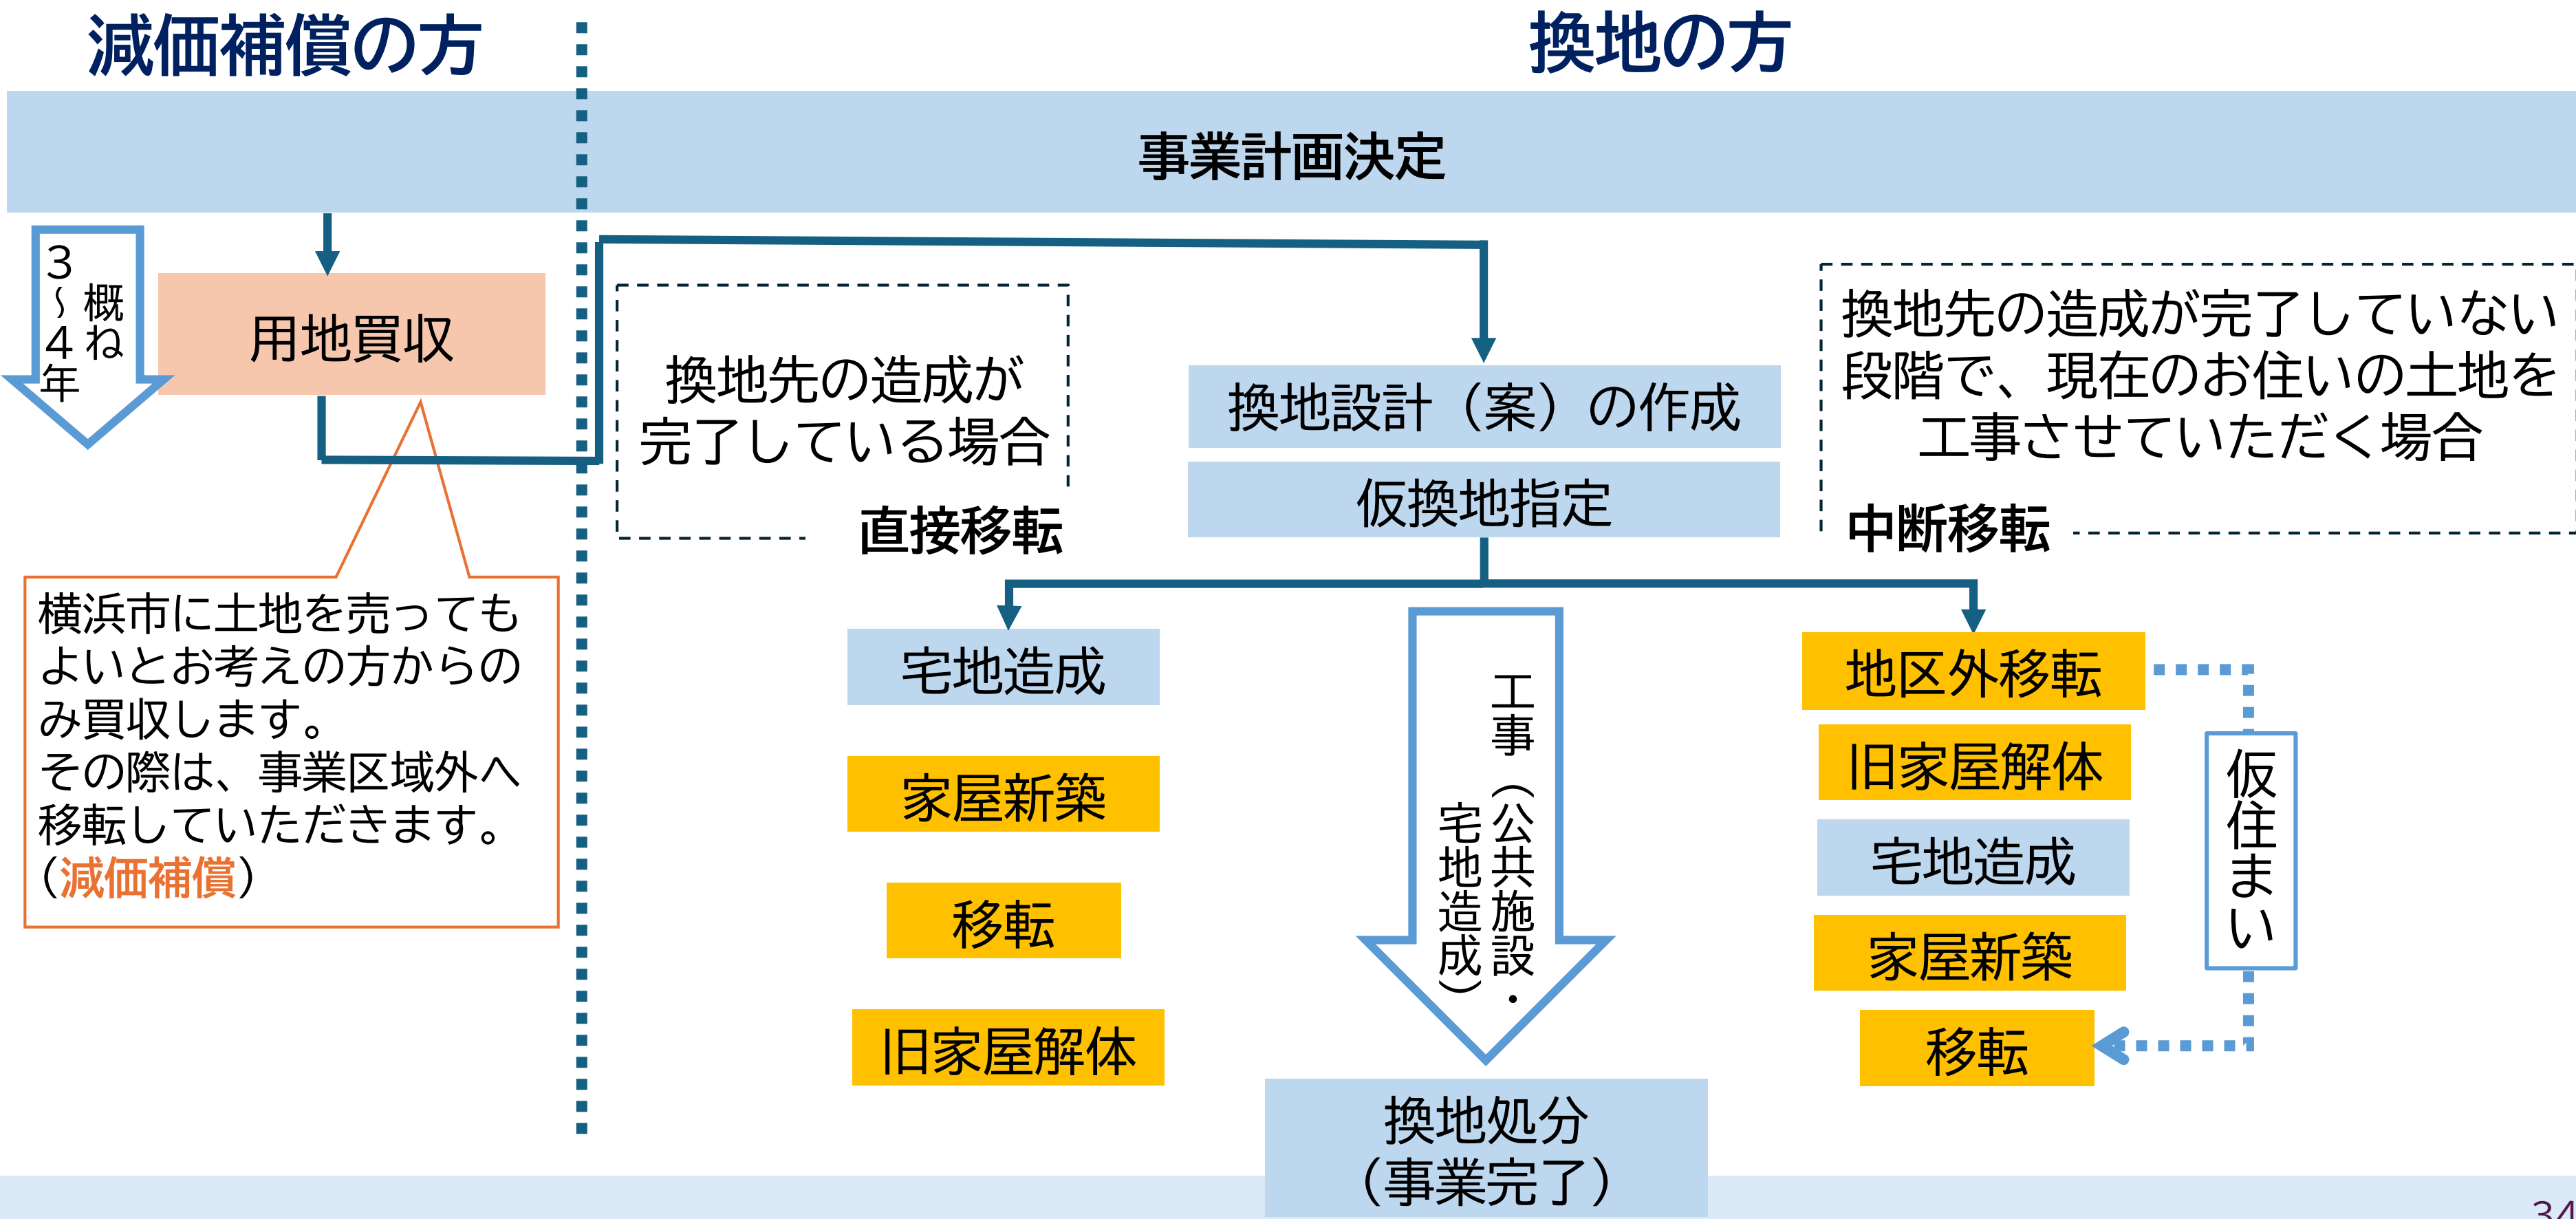 減価補償の方
換地の方
事業計画決定
概ね
３～４年
用地買収
横浜市に土地を売っても
よいとお考えの方からの
み買収します。
その際は、事業区域外へ
移転していただきます。
（減価補償）
換地先の造成が
完了している場合
直接移転
換地設計（案）の作成
仮換地指定
換地先の造成が完了していない
段階で、現在のお住いの土地を
工事させていただく場合
中断移転
宅地造成
家屋新築
移転
旧家屋解体
工事（公共施設・
宅地造成）
地区外移転
旧家屋解体
宅地造成
家屋新築
移転
仮住まい
換地処分
（事業完了）
34